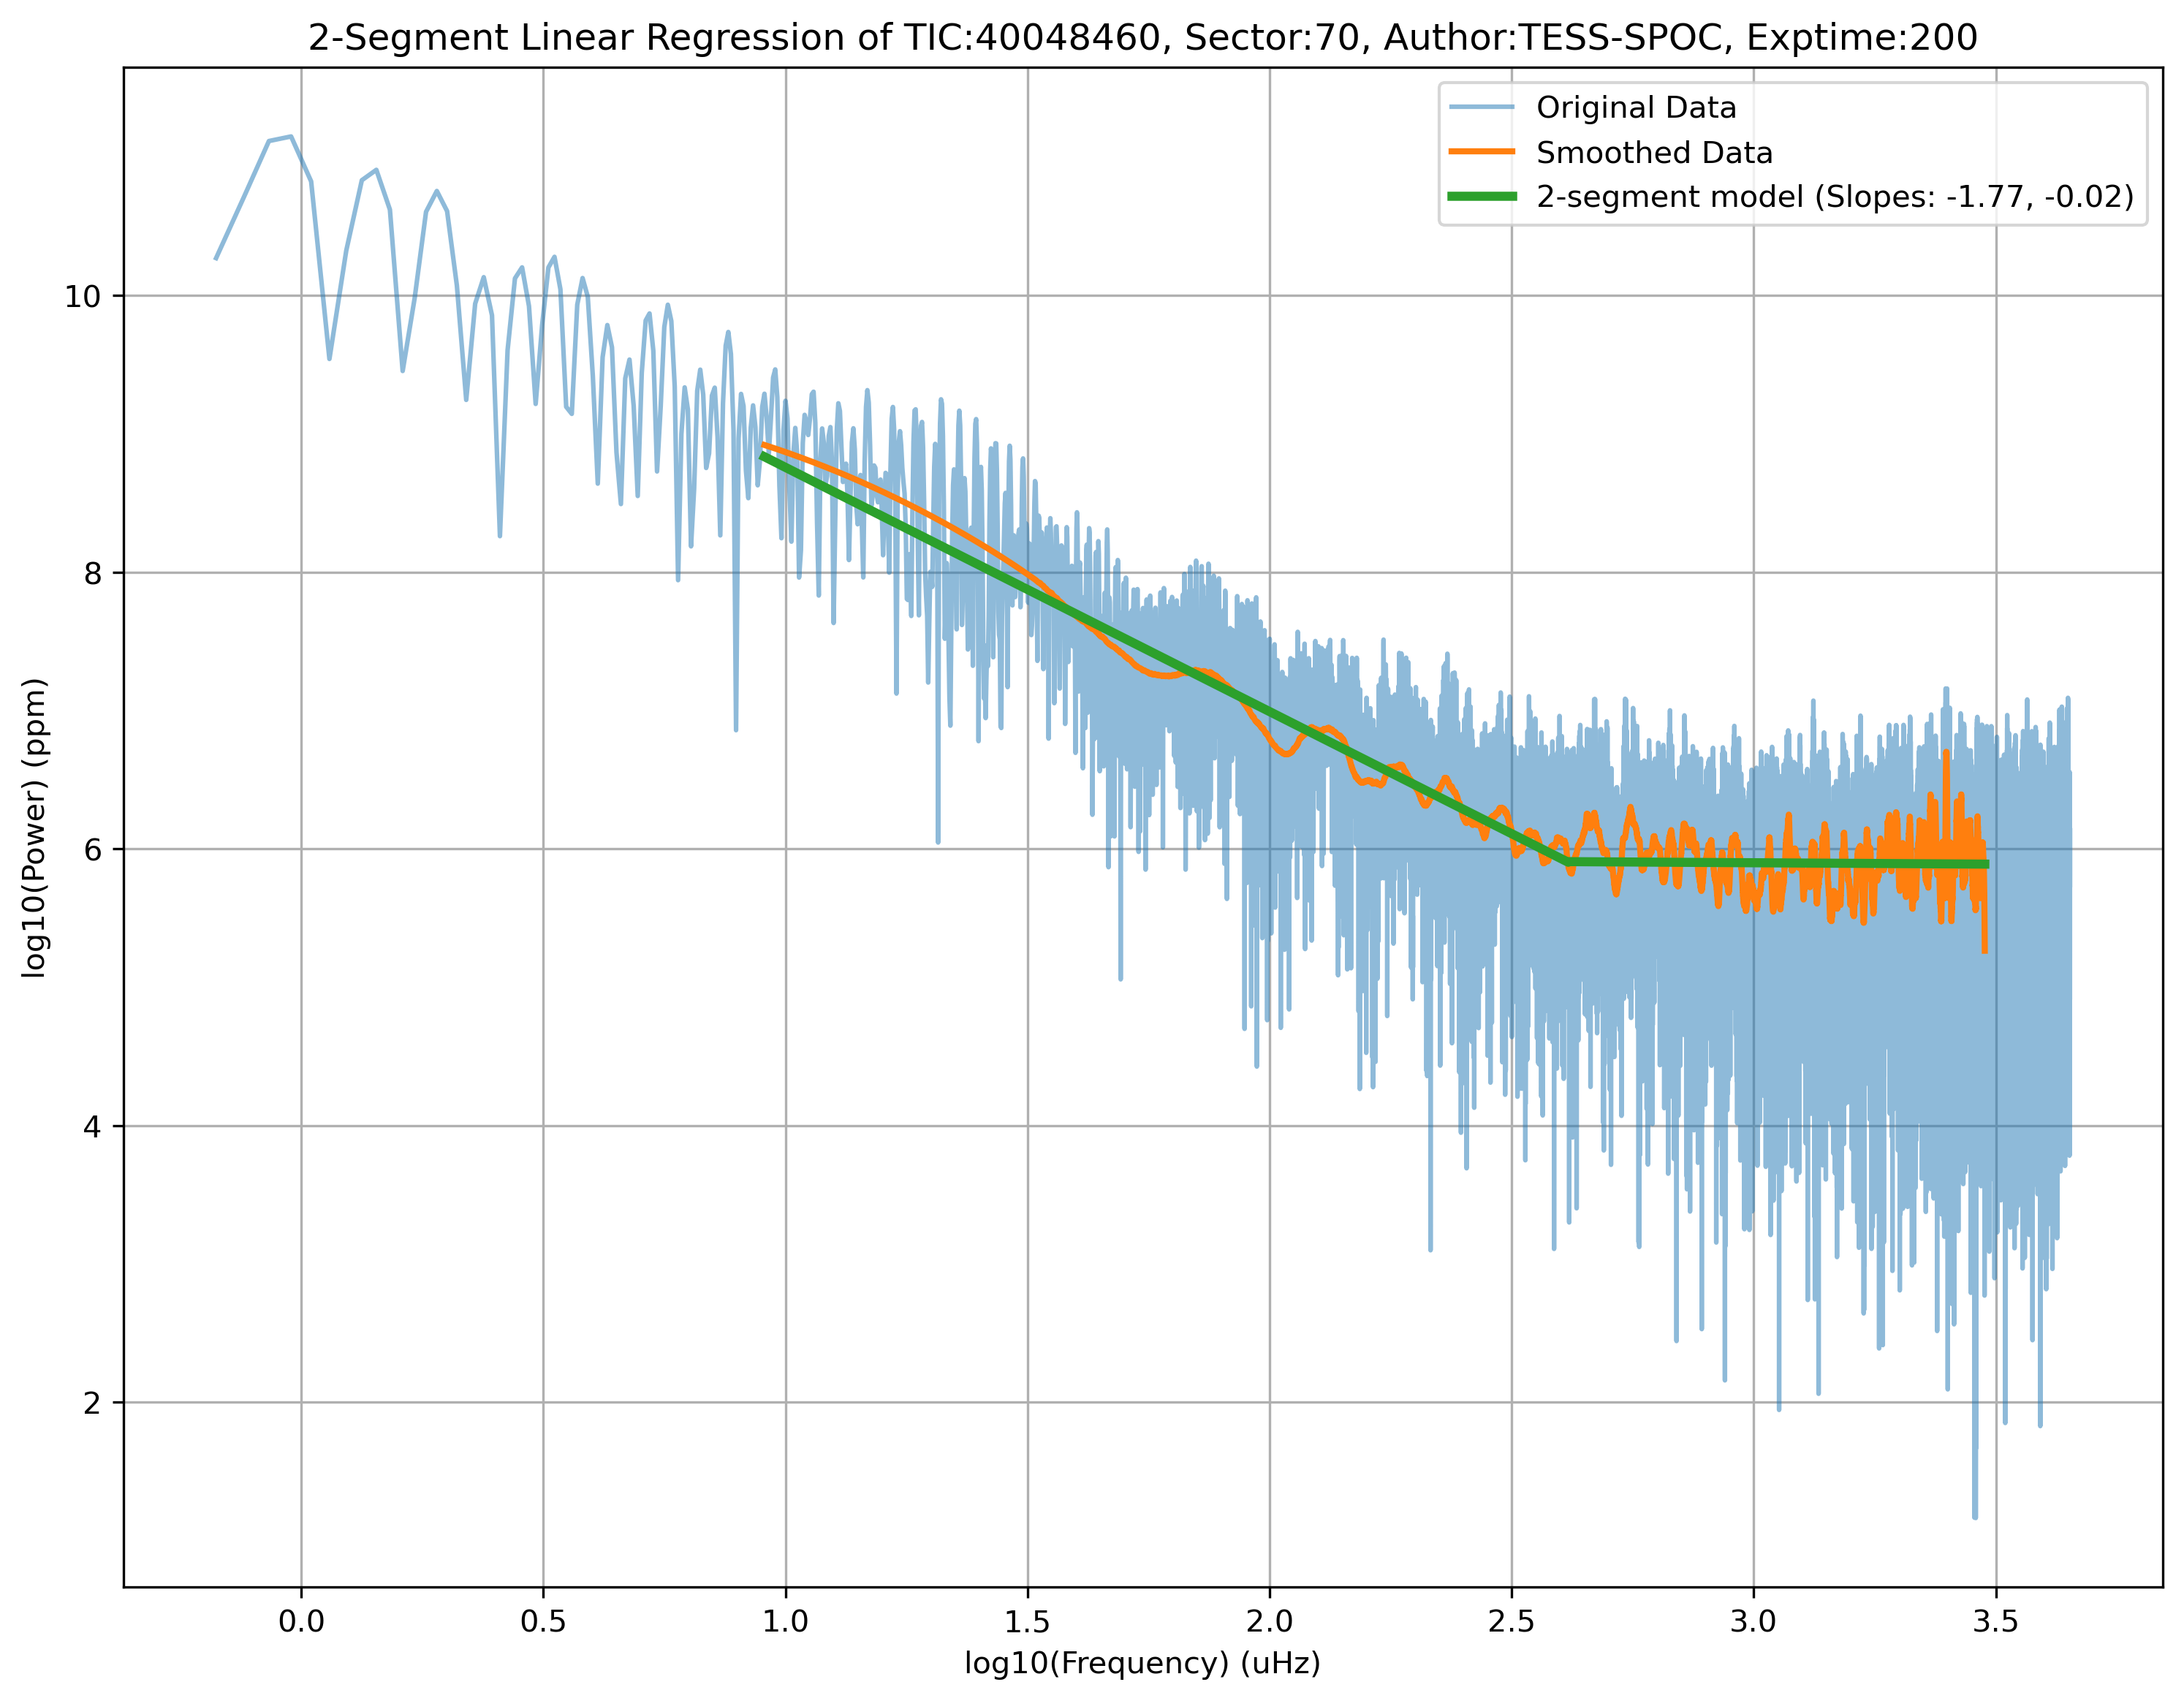 2-Segment Linear Regression of TIC:40048460, Sector:70, Author:TESS-SPOC, Exptime:200
Original Data
Smoothed Data
2-segment model (Slopes: -1.77, -0.02)
log10(Power) (ppm)
10
8
6
4
2
0.0 0.5 1.0 1.5 2.0 2.5 3.0 3.5
log10(Frequency) (uHz)